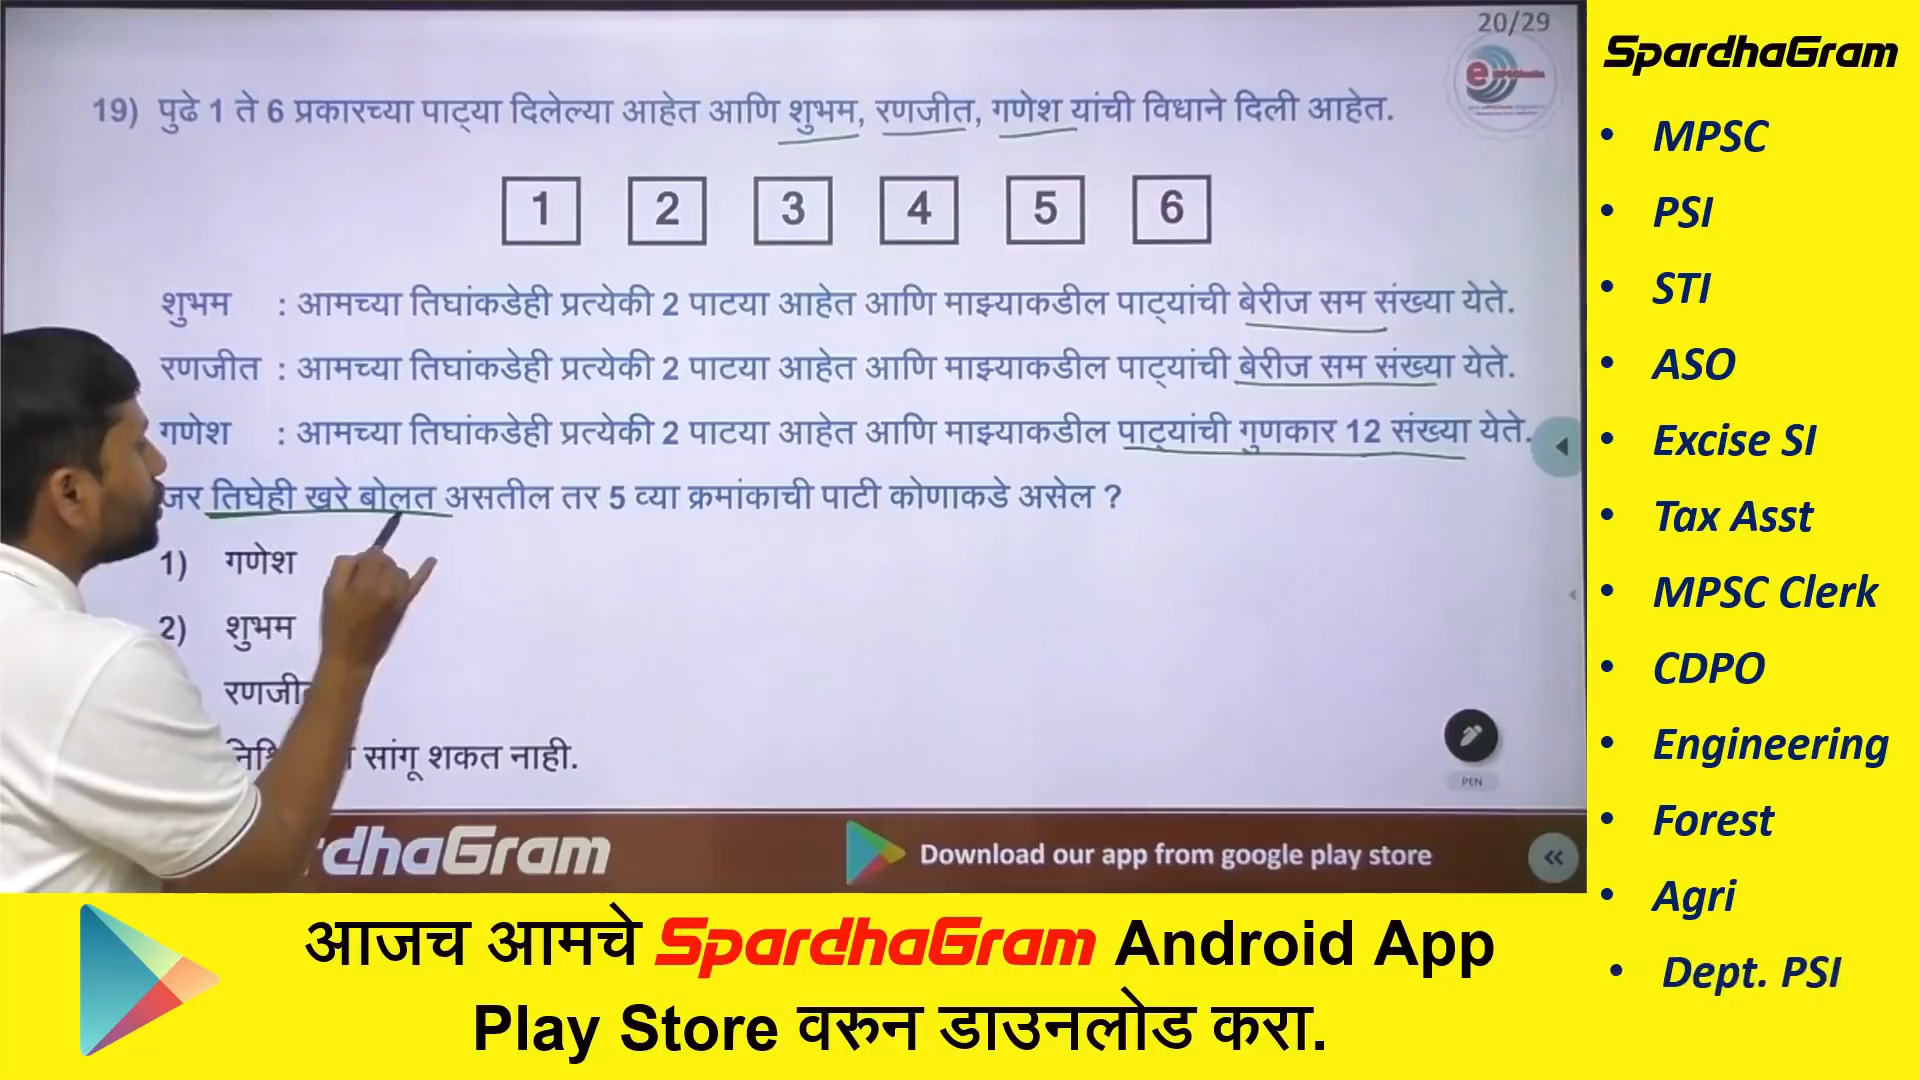 20/29
SpardhaGram
19) पुढे 1 ते 6 प्रकारच्या पाट्या दिलेल्या आहेत आणि शुभम, रणजीत, गणेश यांची विधाने दिली आहेत.
1 2 3 4 5 6
शुभम : आमच्या तिघांकडेही प्रत्येकी 2 पाटया आहेत आणि माझ्याकडील पाट्यांची बेरीज सम संख्या येते.
रणजीत : आमच्या तिघांकडेही प्रत्येकी 2 पाटया आहेत आणि माझ्याकडील पाट्यांची बेरीज सम संख्या येते.
गणेश : आमच्या तिघांकडेही प्रत्येकी 2 पाटया आहेत आणि माझ्याकडील पाट्यांची गुणकार 12 संख्या येते.
जर तिघेही खरे बोलत असतील तर 5 व्या क्रमांकाची पाटी कोणाकडे असेल ?
1) गणेश
2) शुभम
रणजीत
सांगू शकत नाही.
PEN
dhaGram
Download our app from google play store
• MPSC
• PSI
• STI
• ASO
• Excise SI
• Tax Asst
• MPSC Clerk
• CDPO
• Engineering
• Forest
• Agri
• Dept. PSI
आजच आमचे SpardhaGram Android App
Play Store वरुन डाउनलोड करा.